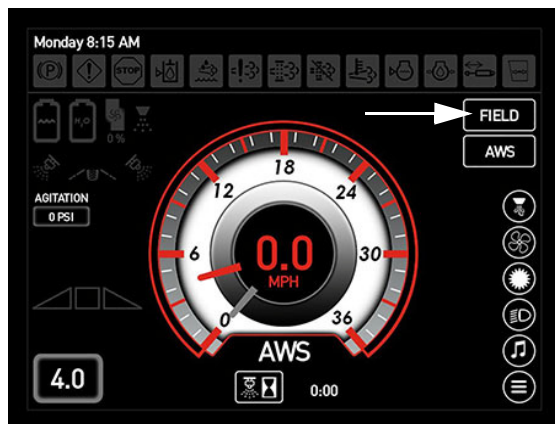 Monday 8:15 AM
(P)
STOP
FIELD
H₂O
0 %
AWS
AGITATION
0 PSI
0
6
12
18
24
30
36
0.0
MPH
AWS
4.0
0:00